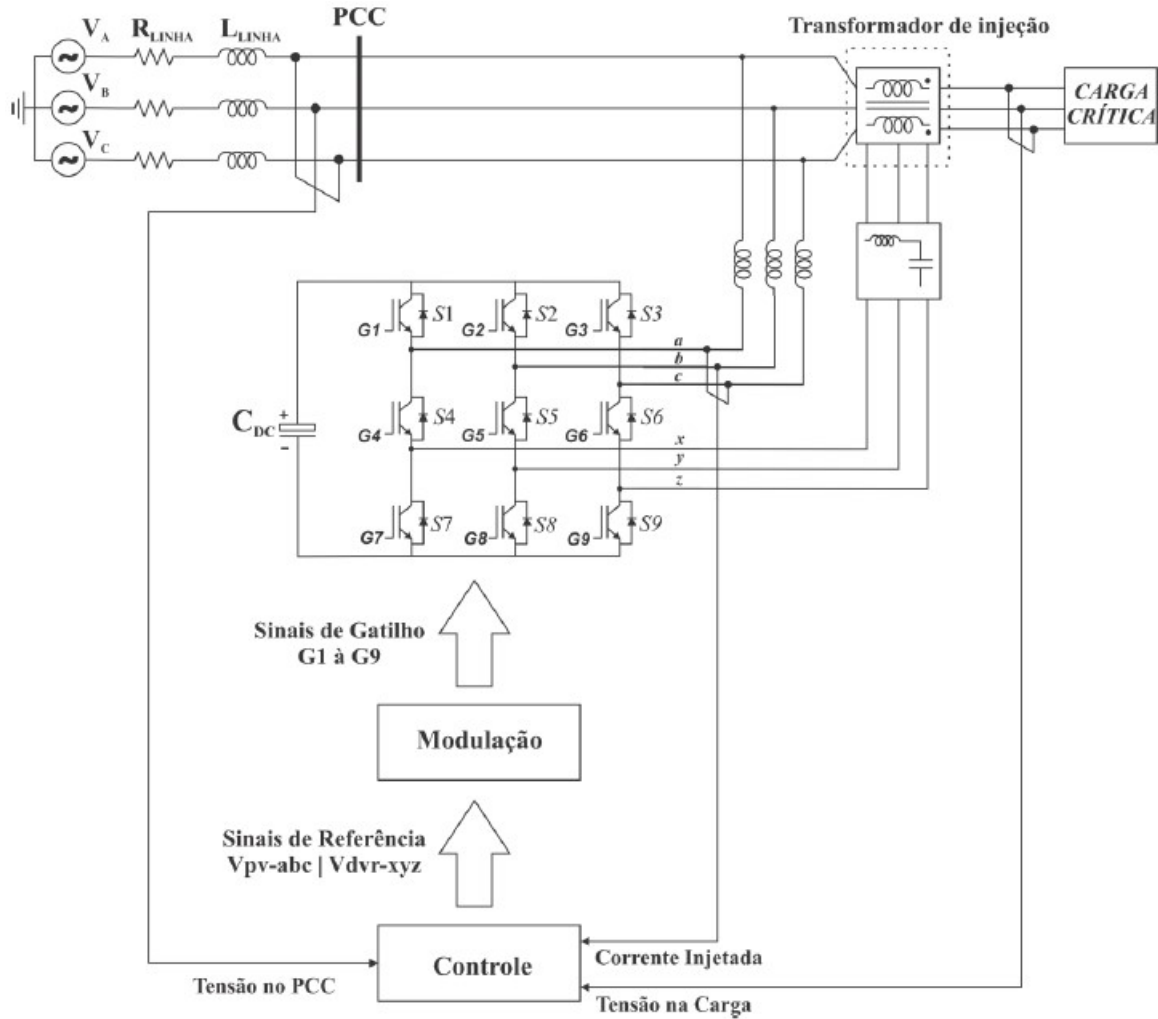 PCC
Transformador de injeção
V_A R_LINHA L_LINHA
V_B
V_C
CARGA
CRÍTICA
G1 S1 G2 S2 G3 S3
a
b
c
C_DC + -
G4 S4 G5 S5 G6 S6
x
y
z
G7 S7 G8 S8 G9 S9
Sinais de Gatilho
G1 à G9
Modulação
Sinais de Referência
Vpv-abc | Vdvr-xyz
Controle
Corrente Injetada
Tensão no PCC
Tensão na Carga